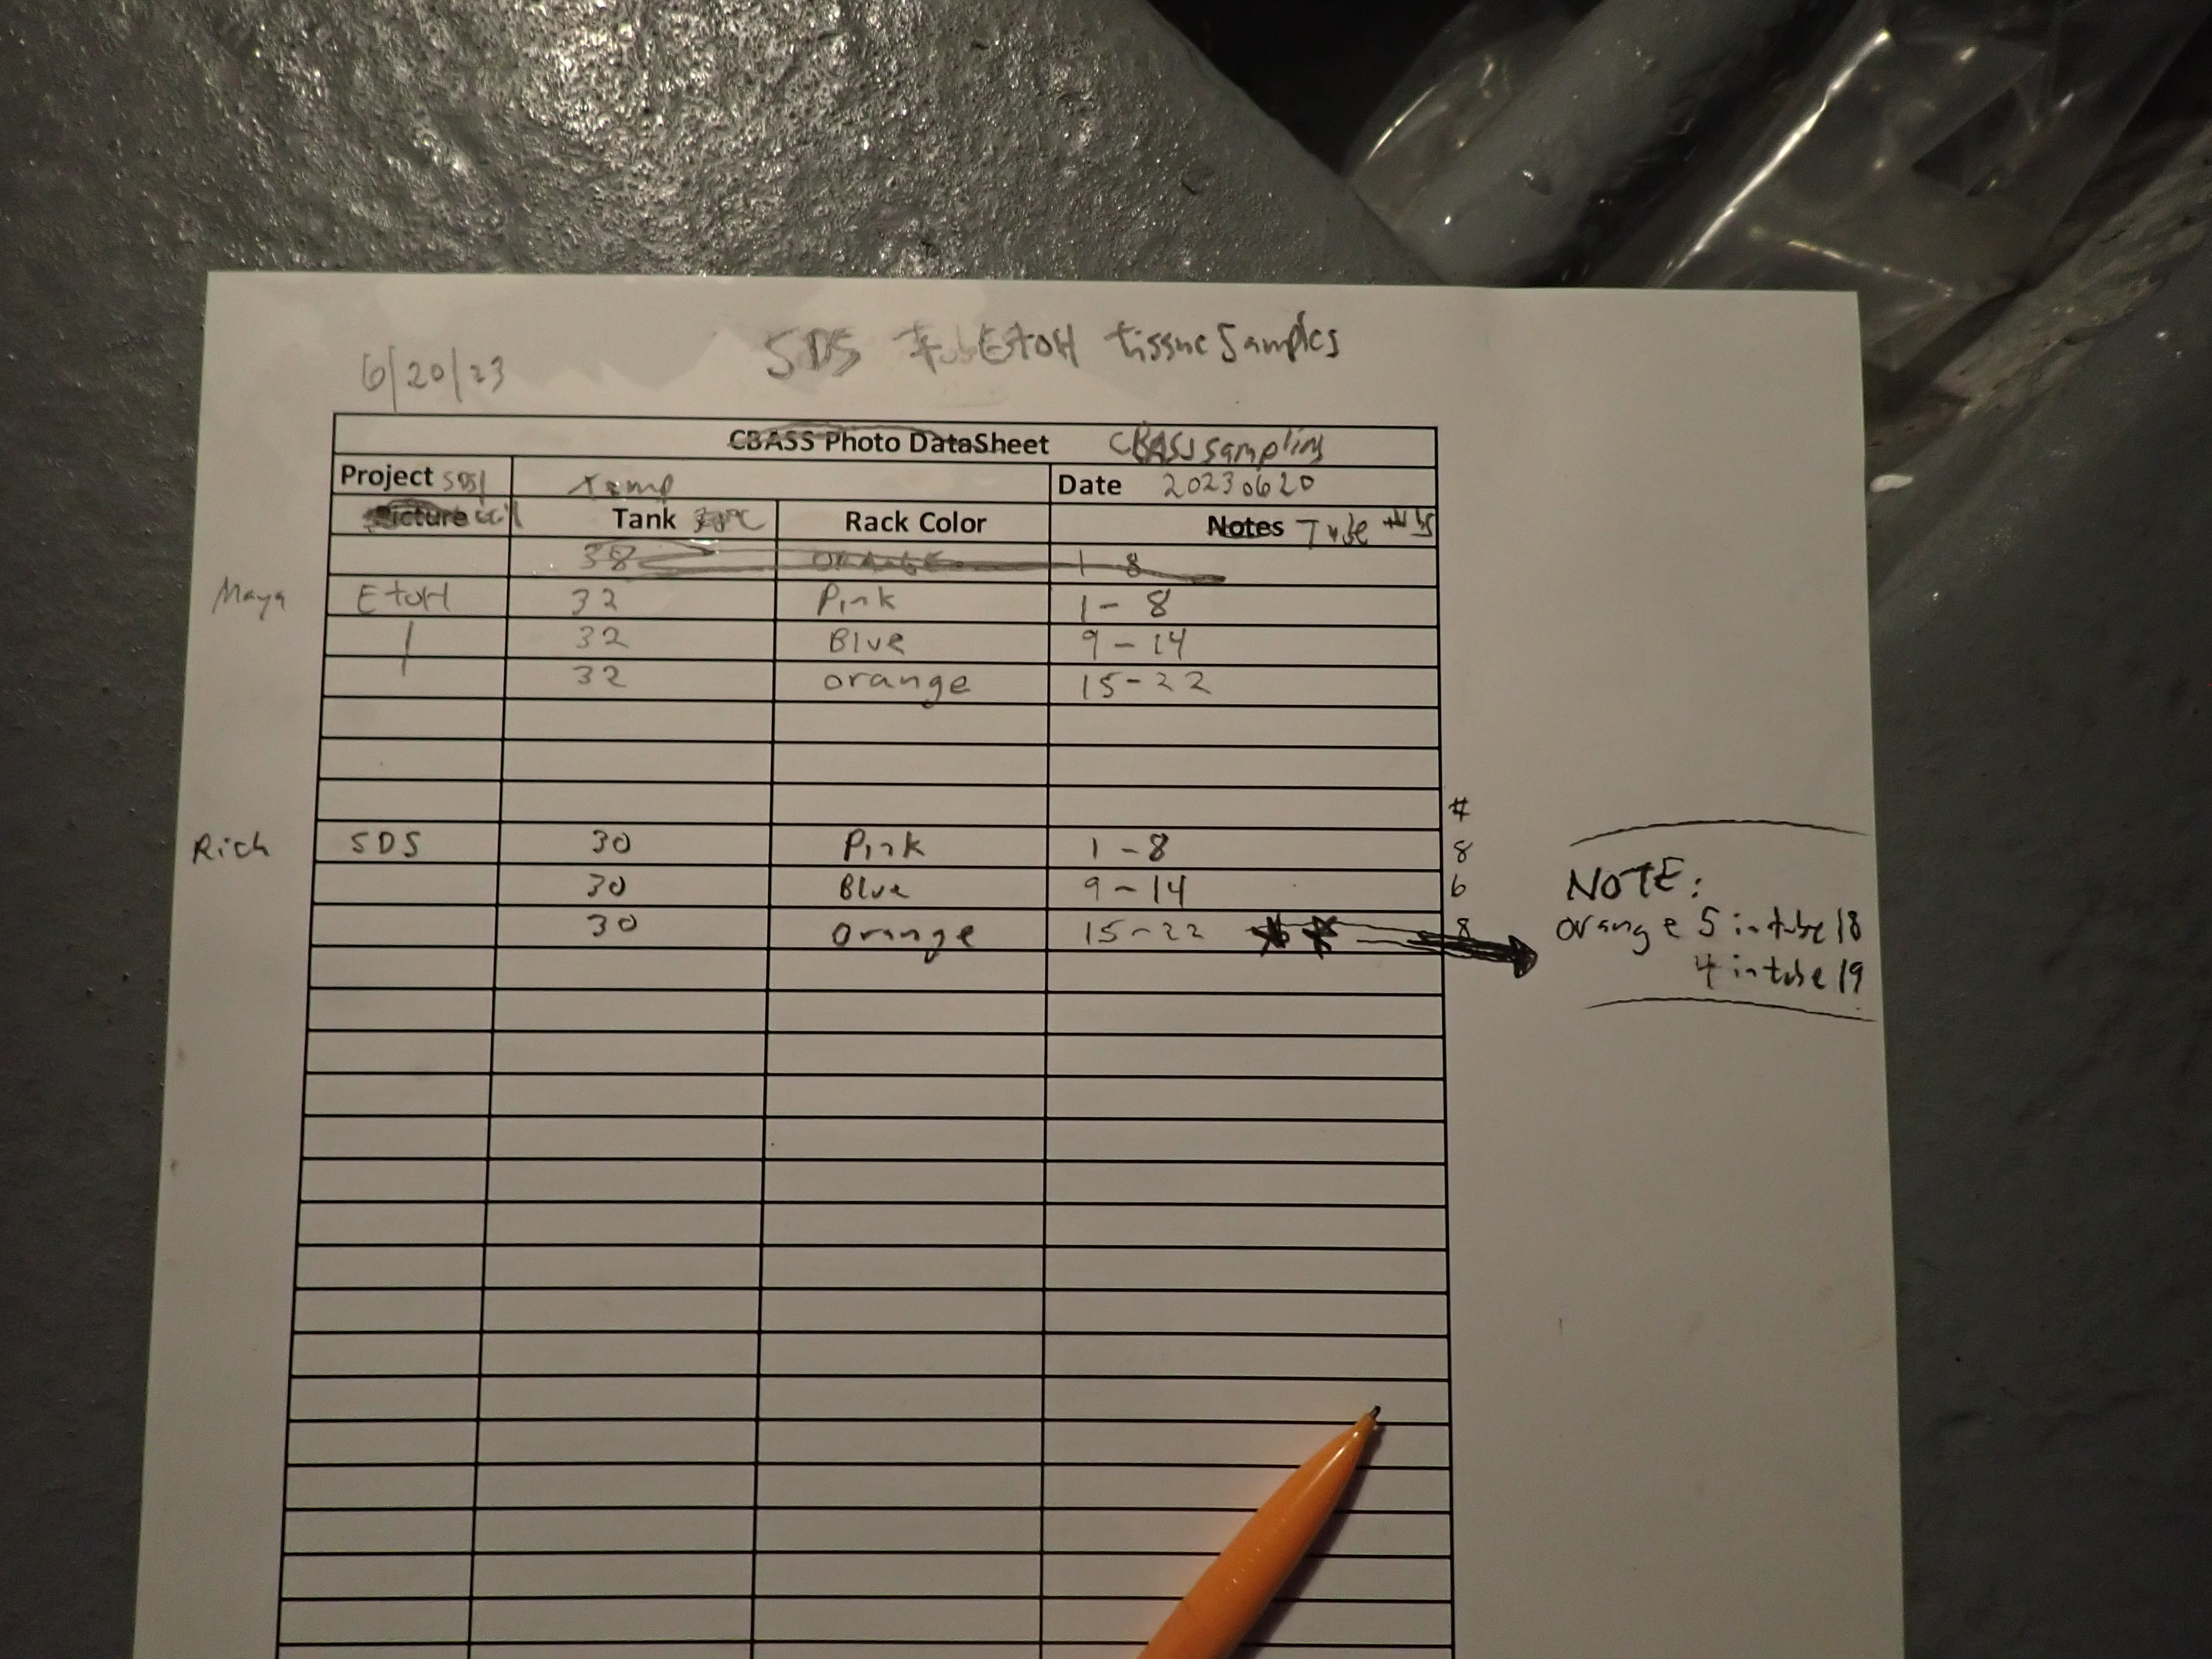 6/20/23
SDS EtoH tissue Samples
CBASS Photo DataSheet CBASS sampling
Project Temp Date 20230620
Picture Tank Rack Color Notes Tube
38 ORANGE 1 8
Maya EtoH 32 Pink 1 - 8
32 Blue 9 - 14
32 orange 15 - 22
#
Rich SDS 30 Pink 1 - 8 8
30 Blue 9 - 14 6
30 orange 15 - 22 ** 8
NOTE:
orange 5 in tube 18
4 in tube 19